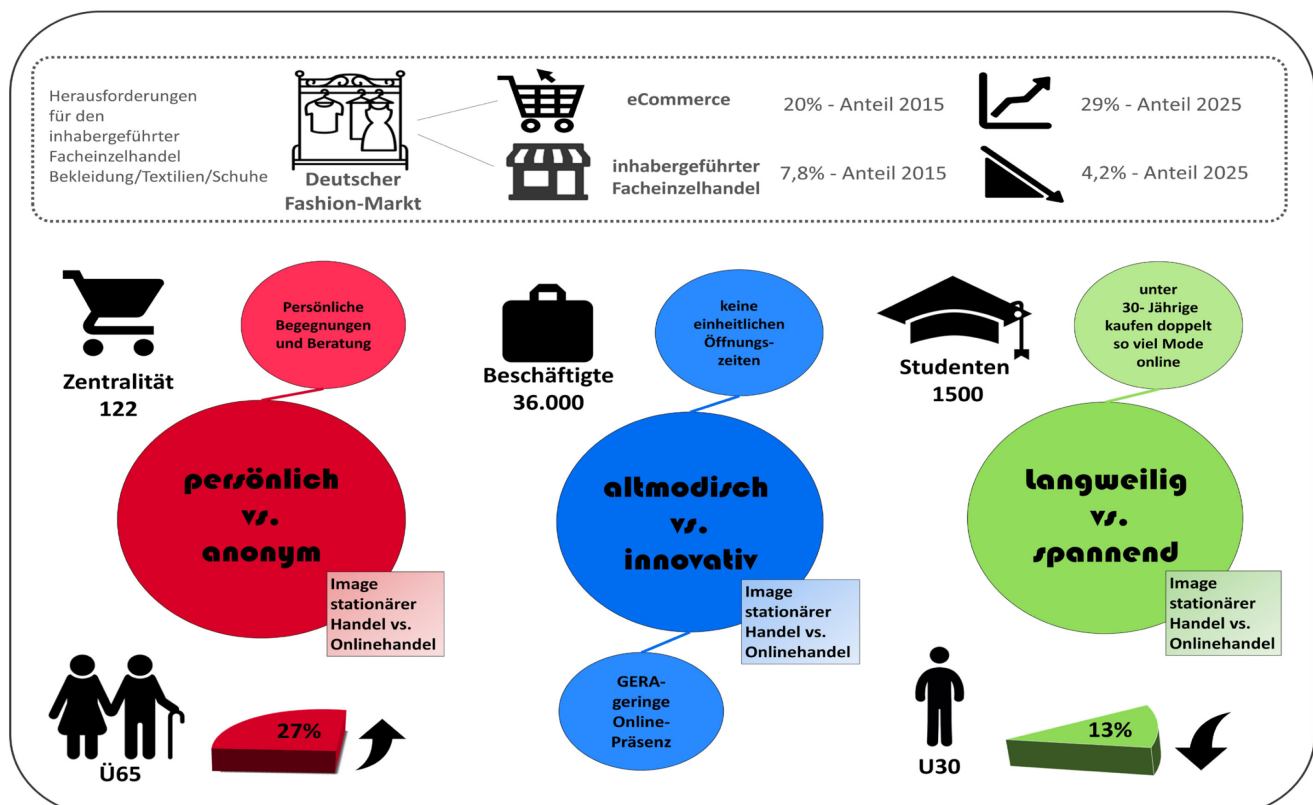 Herausforderungen
für den
inhabergeführter
Facheinzelhandel
Bekleidung/Textilien/Schuhe
Deutscher
Fashion-Markt
eCommerce
20% - Anteil 2015
29% - Anteil 2025
inhabergeführter
Facheinzelhandel
7,8% - Anteil 2015
4,2% - Anteil 2025
Zentralität
122
Persönliche
Begegnungen
und Beratung
persönlich
vs.
anonym
Image
stationärer
Handel vs.
Onlinehandel
Ü65
27%
Beschäftigte
36.000
keine
einheitlichen
Öffnungs-
zeiten
altmodisch
vs.
innovativ
Image
stationärer
Handel vs.
Onlinehandel
GERA-
geringe
Online-
Präsenz
Studenten
1500
unter
30- Jährige
kaufen doppelt
so viel Mode
online
Langweilig
vs.
spannend
Image
stationärer
Handel vs.
Onlinehandel
U30
13%